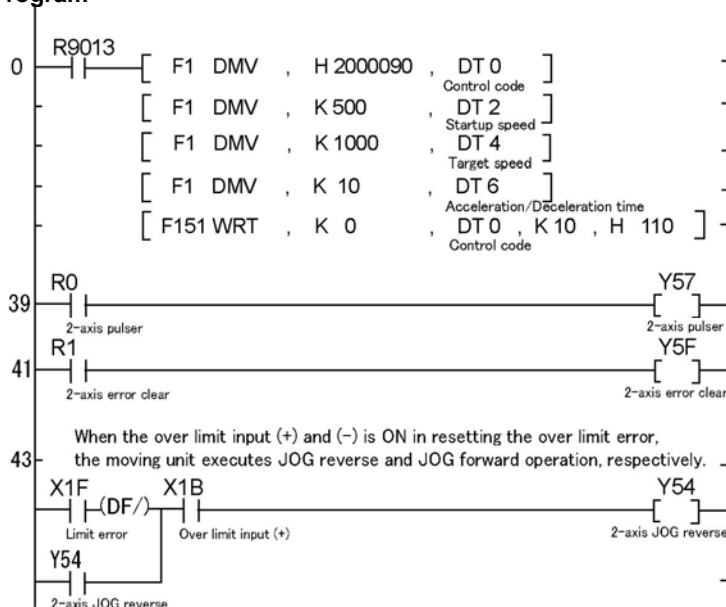 R9013
0 [ F1 DMV , H 2000090 , DT 0 ]
Control code
[ F1 DMV , K 500 , DT 2 ]
Startup speed
[ F1 DMV , K 1000 , DT 4 ]
Target speed
[ F1 DMV , K 10 , DT 6 ]
Acceleration/Deceleration time
[ F151 WRT , K 0 , DT 0 , K 10 , H 110 ]
Control code
R0 Y57
39 [ ]
2-axis pulser 2-axis pulser
R1 Y5F
41 [ ]
2-axis error clear 2-axis error clear
When the over limit input (+) and (-) is ON in resetting the over limit error,
43 the moving unit executes JOG reverse and JOG forward operation, respectively.
X1F X1B Y54
(DF/) [ ]
Limit error Over limit input (+) 2-axis JOG reverse
Y54
2-axis JOG reverse